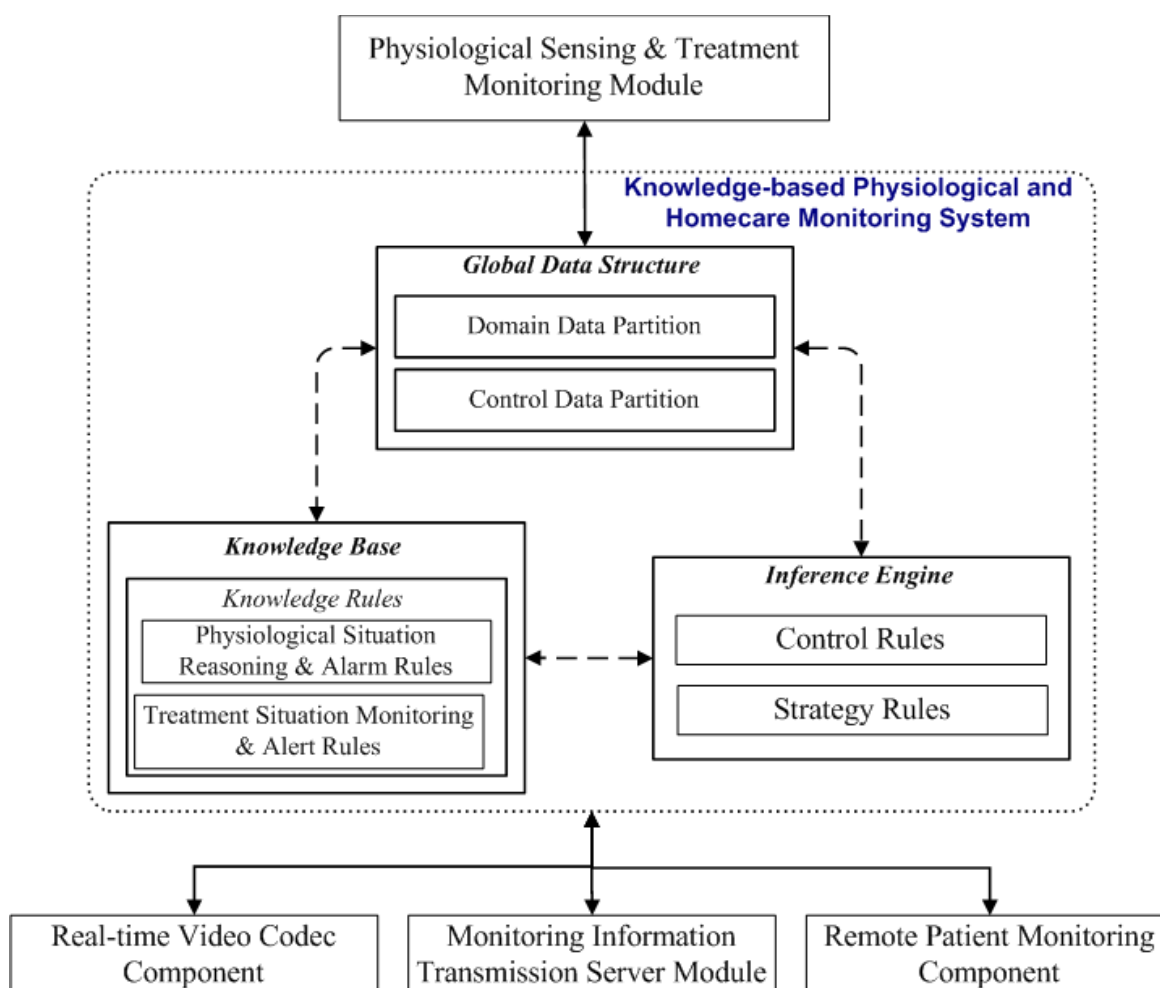 Physiological Sensing & Treatment
Monitoring Module
Knowledge-based Physiological and
Homecare Monitoring System
Global Data Structure
Domain Data Partition
Control Data Partition
Knowledge Base
Knowledge Rules
Physiological Situation
Reasoning & Alarm Rules
Treatment Situation Monitoring
& Alert Rules
Inference Engine
Control Rules
Strategy Rules
Real-time Video Codec
Component
Monitoring Information
Transmission Server Module
Remote Patient Monitoring
Component